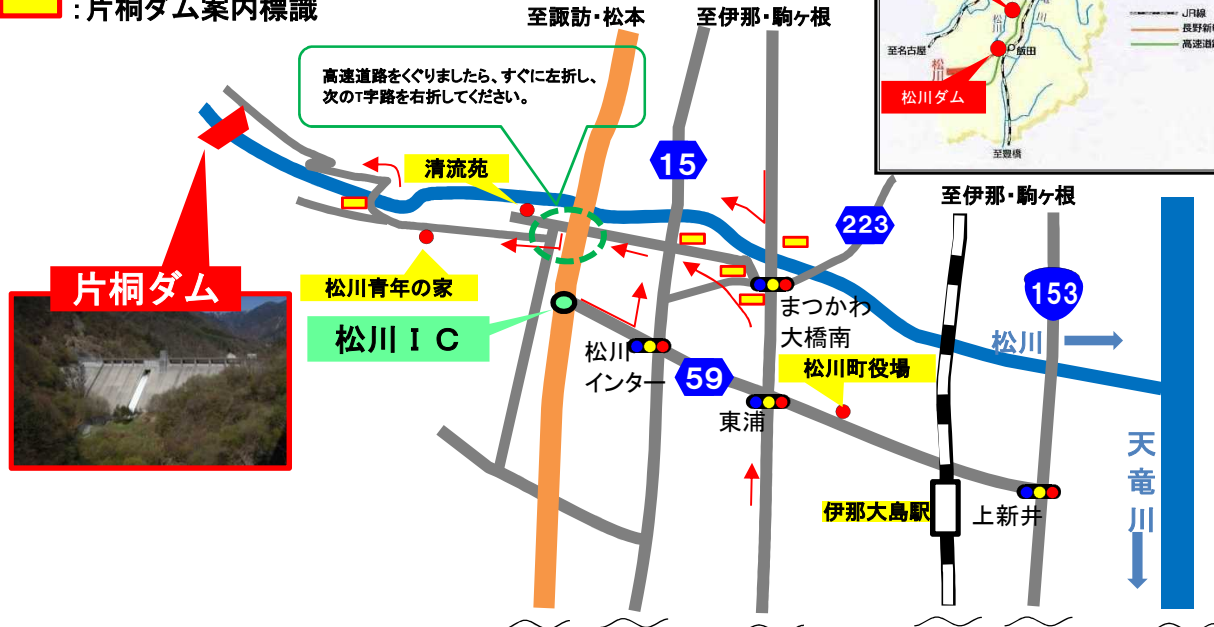 ：片桐ダム案内標識
至諏訪・松本
至伊那・駒ヶ根
高速道路をくぐりましたら、すぐに左折し、
次のT字路を右折してください。
JR線
至名古屋
松川
飯田
松川ダム
至豊橋
清流苑
15
223
至伊那・駒ヶ根
153
片桐ダム
松川青年の家
松川ＩＣ
まつかわ
大橋南
松川
松川
インター
59
松川町役場
東浦
天竜川
伊那大島駅
上新井